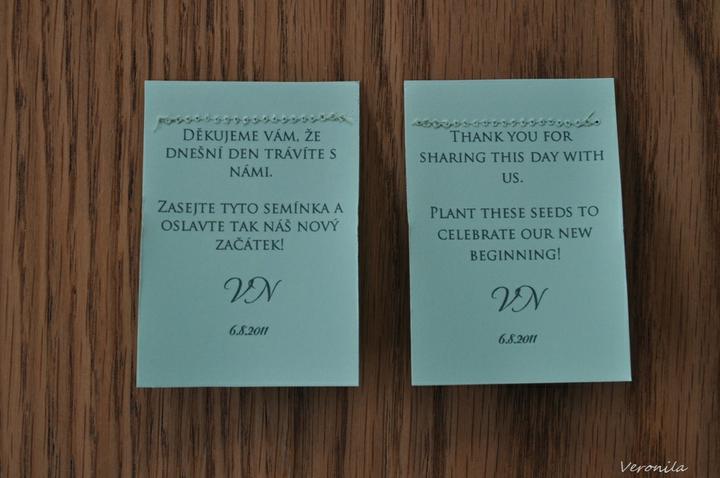 DĚKUJEME VÁM, ŽE
DNEŠNÍ DEN TRÁVÍTE S
NÁMI.
ZASEJTE TYTO SEMÍNKA A
OSLAVTE TAK NÁŠ NOVÝ
ZAČÁTEK!
VN
6.8.2011
THANK YOU FOR
SHARING THIS DAY WITH
US.
PLANT THESE SEEDS TO
CELEBRATE OUR NEW
BEGINNING!
VN
6.8.2011
Veronila